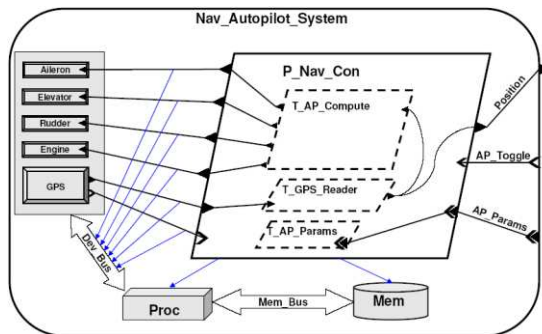 Nav_Autopilot_System
Aileron
Elevator
Rudder
Engine
GPS
P_Nav_Con
T_AP_Compute
T_GPS_Reader
T_AP_Params
Position
AP_Toggle
AP_Params
Dev_Bus
Proc
Mem_Bus
Mem